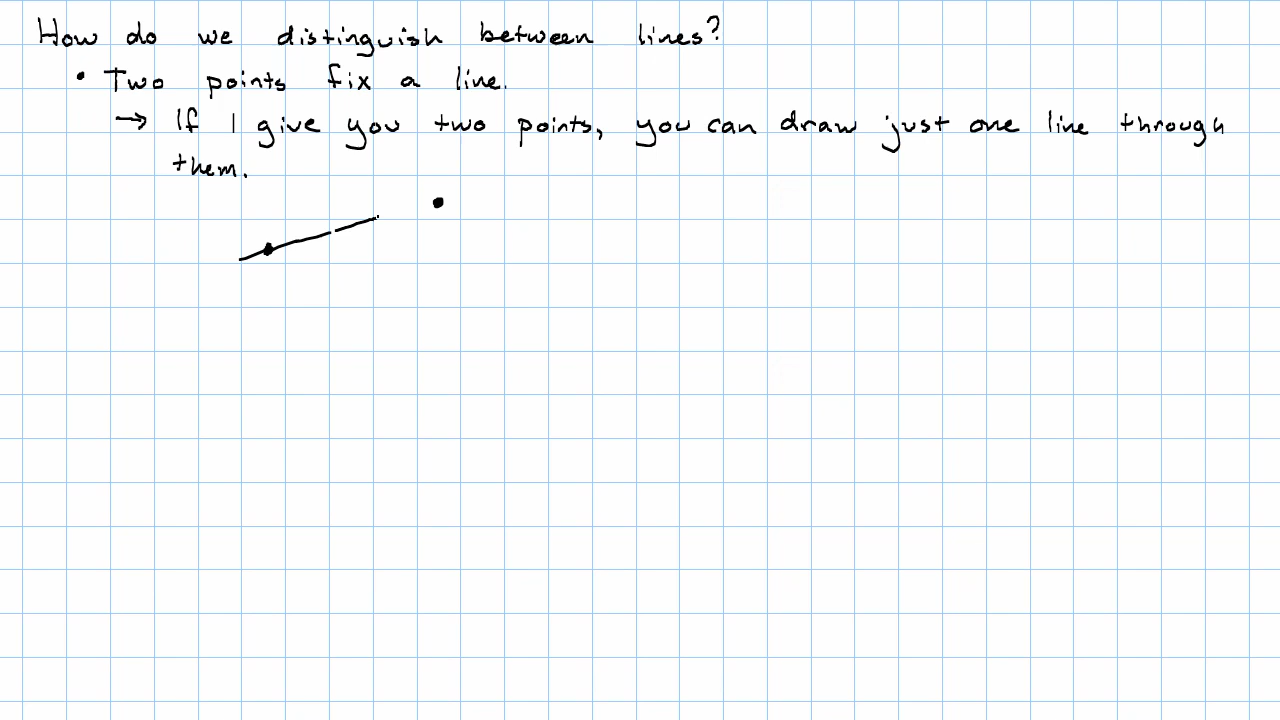 How do we distinguish between lines?
• Two points fix a line.
→ If I give you two points, you can draw just one line through
them.